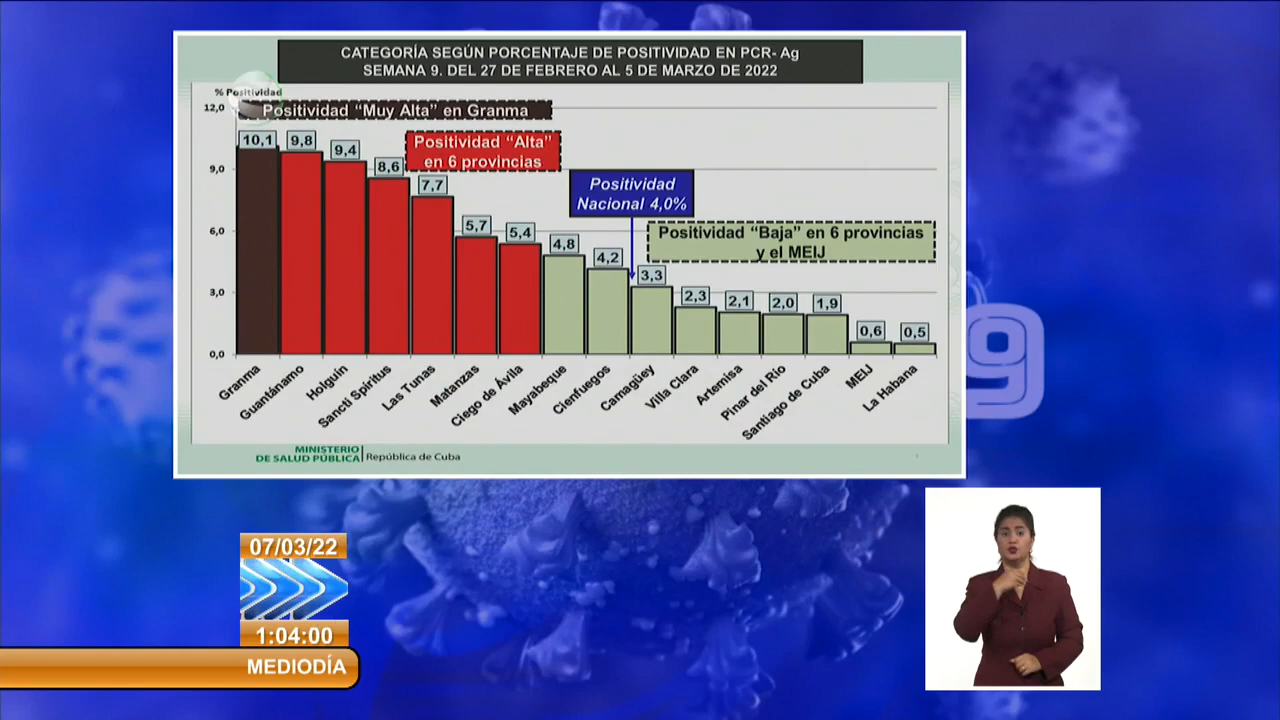 CATEGORÍA SEGÚN PORCENTAJE DE POSITIVIDAD EN PCR- Ag
SEMANA 9. DEL 27 DE FEBRERO AL 5 DE MARZO DE 2022
% Positividad
12,0
9,0
6,0
3,0
0,0
Positividad “Muy Alta” en Granma
Positividad “Alta”
en 6 provincias
Positividad
Nacional 4,0%
Positividad “Baja” en 6 provincias
y el MEIJ
10,1
9,8
9,4
8,6
7,7
5,7
5,4
4,8
4,2
3,3
2,3
2,1
2,0
1,9
0,6
0,5
Granma
Guantánamo
Holguín
Sancti Spíritus
Las Tunas
Matanzas
Ciego de Ávila
Mayabeque
Cienfuegos
Camagüey
Villa Clara
Artemisa
Pinar del Río
Santiago de Cuba
MEIJ
La Habana
MINISTERIO
DE SALUD PÚBLICA
República de Cuba
9
07/03/22
1:04:00
MEDIODÍA